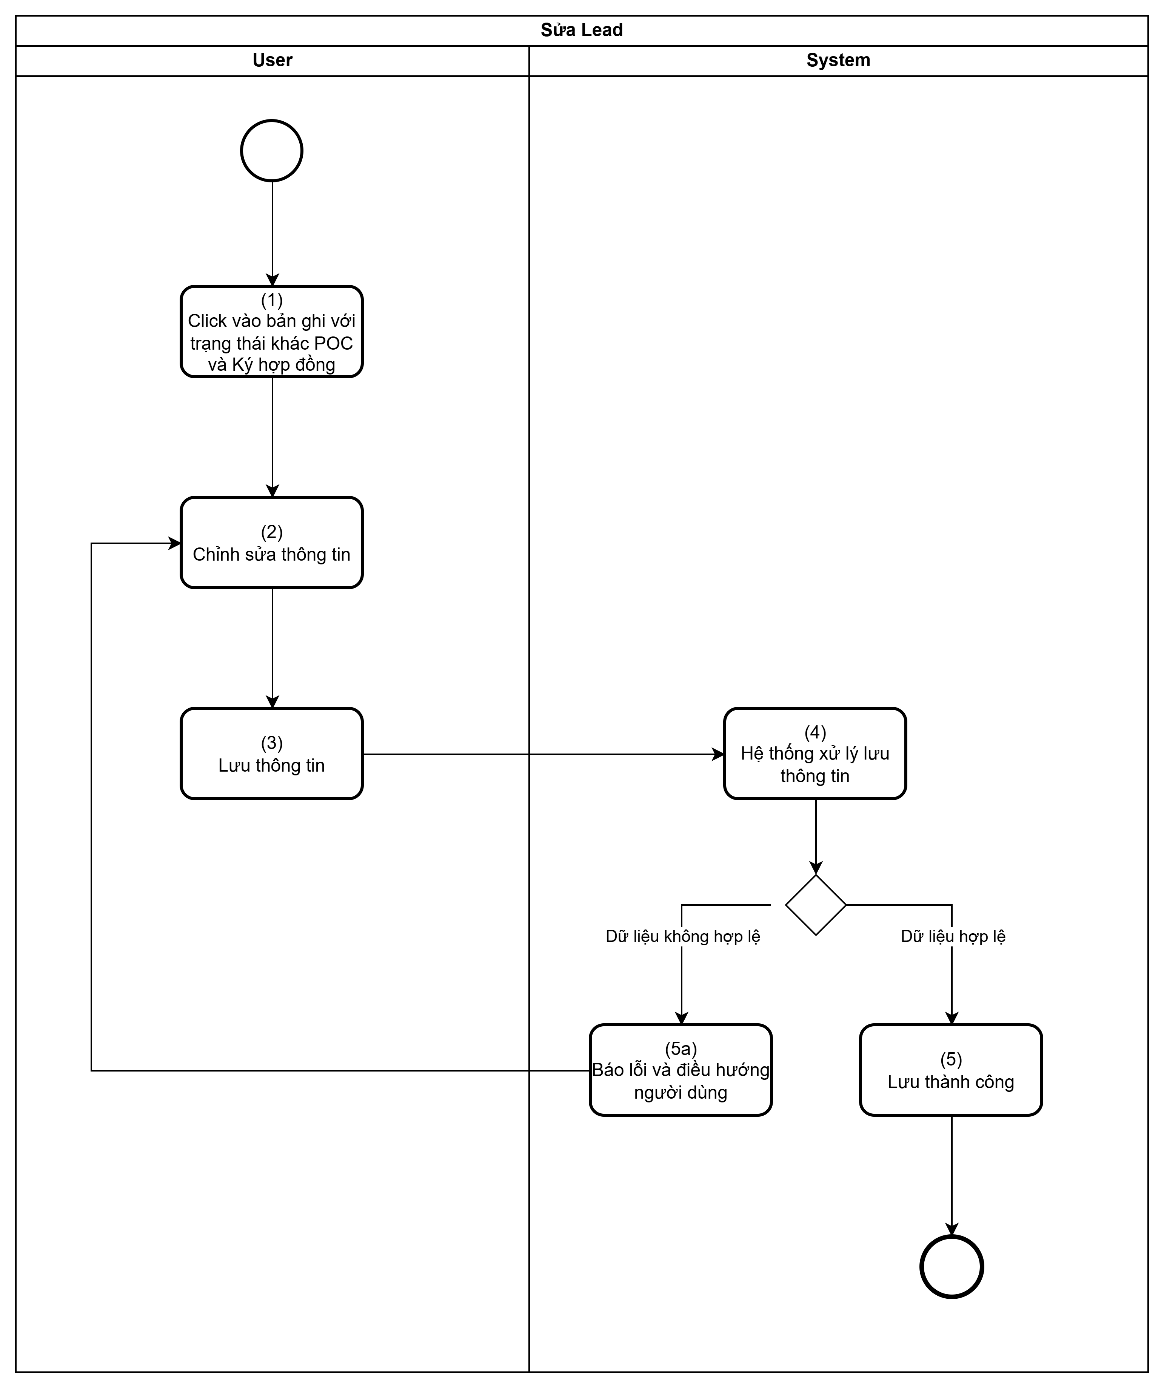 Sửa Lead
User
System
(1)
Click vào bản ghi với
trạng thái khác POC
và Ký hợp đồng
(2)
Chỉnh sửa thông tin
(3)
Lưu thông tin
(4)
Hệ thống xử lý lưu
thông tin
Dữ liệu không hợp lệ
Dữ liệu hợp lệ
(5a)
Báo lỗi và điều hướng
người dùng
(5)
Lưu thành công